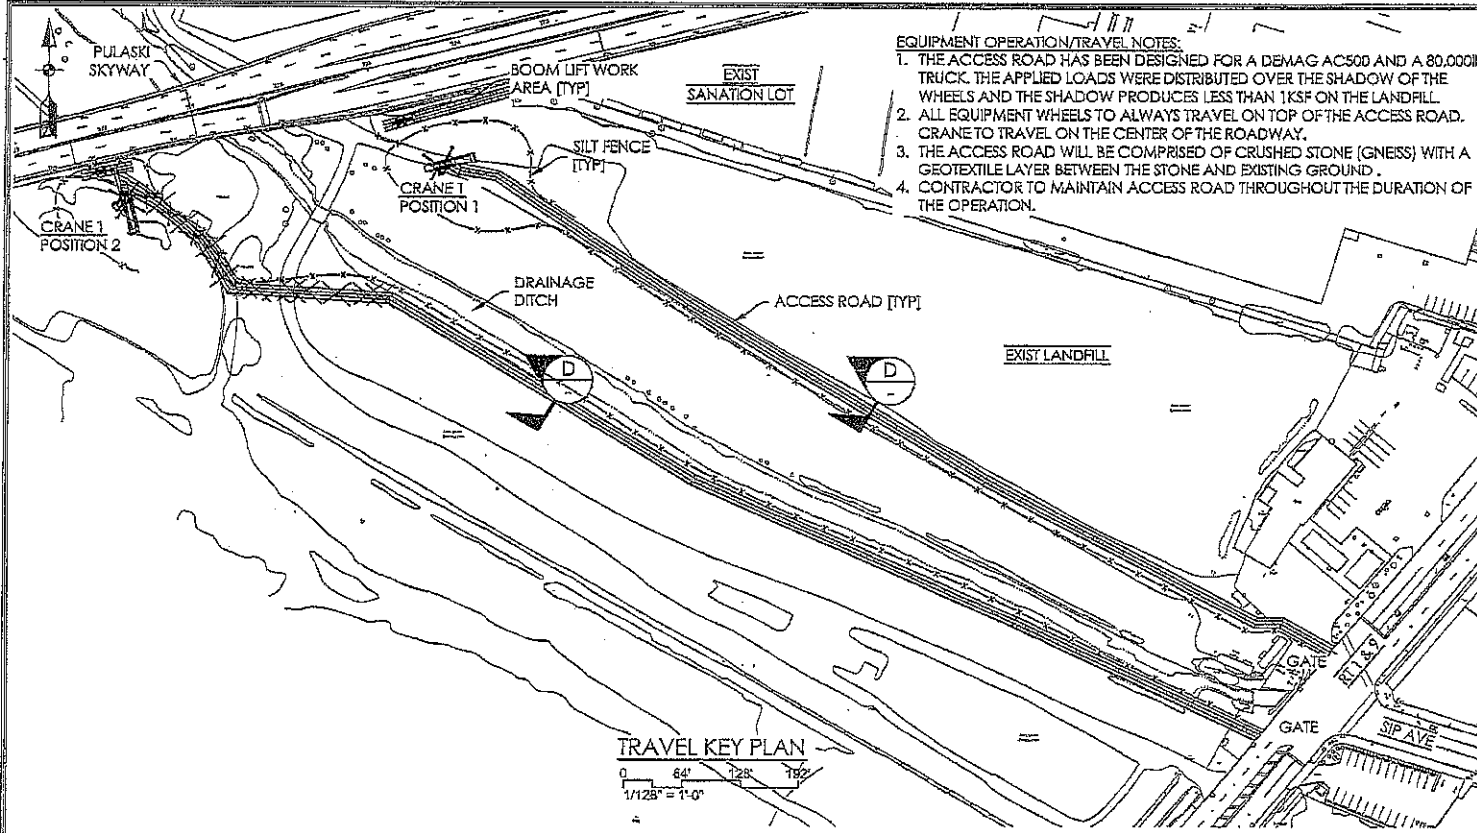 PULASKI
SKYWAY
BOOM LIFT WORK
AREA [TYP]
EXIST
SANATION LOT
EQUIPMENT OPERATION/TRAVEL NOTES:
1. THE ACCESS ROAD HAS BEEN DESIGNED FOR A DEMAG AC500 AND A 80,000
TRUCK. THE APPLIED LOADS WERE DISTRIBUTED OVER THE SHADOW OF THE
WHEELS AND THE SHADOW PRODUCES LESS THAN 1KSF ON THE LANDFILL.
2. ALL EQUIPMENT WHEELS TO ALWAYS TRAVEL ON TOP OF THE ACCESS ROAD.
CRANE TO TRAVEL ON THE CENTER OF THE ROADWAY.
3. THE ACCESS ROAD WILL BE COMPRISED OF CRUSHED STONE (GNEISS) WITH A
GEOTEXTILE LAYER BETWEEN THE STONE AND EXISTING GROUND.
4. CONTRACTOR TO MAINTAIN ACCESS ROAD THROUGHOUT THE DURATION OF
THE OPERATION.
SILT FENCE
[TYP]
CRANE 1
POSITION 1
CRANE 1
POSITION 2
DRAINAGE
DITCH
ACCESS ROAD [TYP]
EXIST LANDFILL
D
-
D
-
GATE
RT 1 & 9
GATE
SIP AVE
TRAVEL KEY PLAN
0 64' 128' 192'
1/128" = 1'-0"